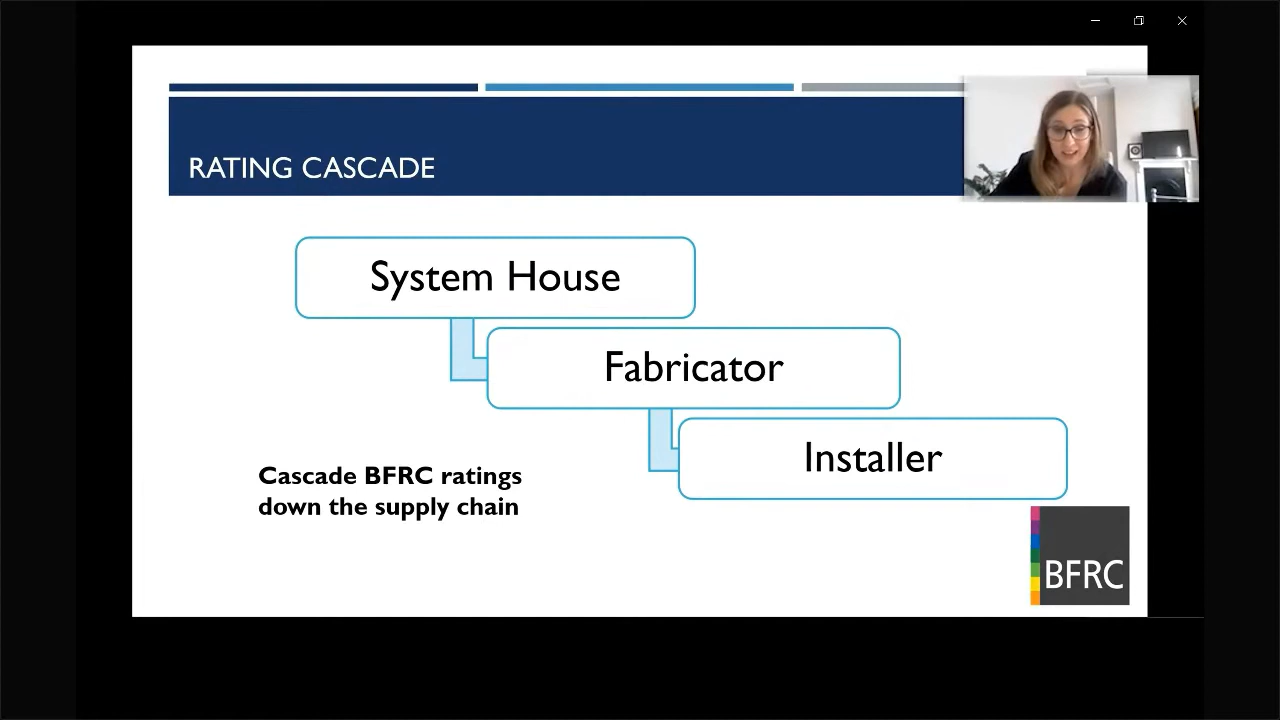 RATING CASCADE
System House
Fabricator
Installer
Cascade BFRC ratings
down the supply chain
BFRC